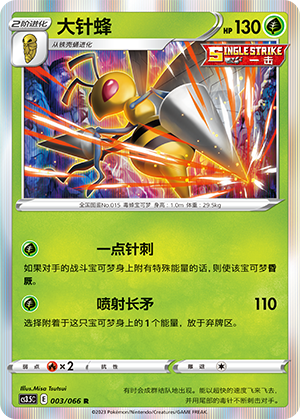 2阶进化
大针蜂
HP 130
从铁壳蛹进化
SINGLE STRIKE
一击
全国图鉴No.015 毒蜂宝可梦 身高：1.0m 体重：29.5kg
一点针刺
如果对手的战斗宝可梦身上附有特殊能量的话，则使该宝可梦昏
厥。
喷射长矛 110
选择附着于这只宝可梦身上的1个能量，放于弃牌区。
弱点 ×2 抵抗力 撤退
Illus.Misa Tsutsui
CS3.5C E 003/066 R
有时会成群结队地出现。能以超快的速度飞来飞去，
并用尾部的毒针不断刺击对手。
©2023 Pokémon/Nintendo/Creatures/GAME FREAK